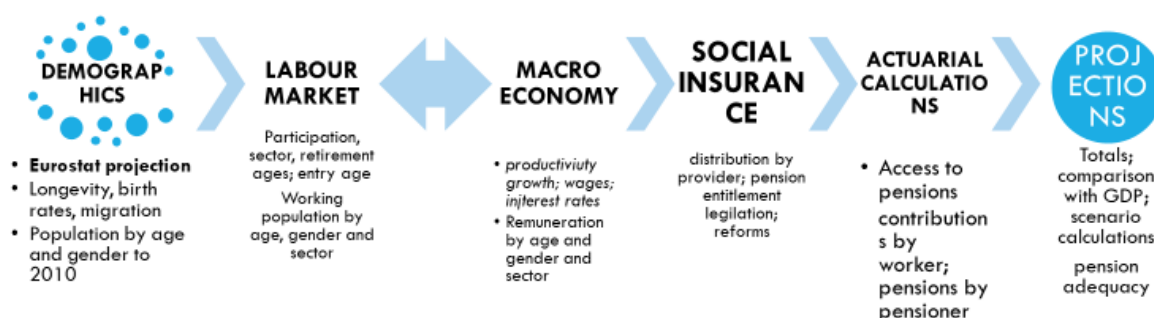 DEMOGRAP
HICS
• Eurostat projection
• Longevity, birth
rates, migration
• Population by age
and gender to
2010
LABOUR
MARKET
Participation,
sector, retirement
ages; entry age
Working
population by
age, gender and
sector
MACRO
ECONOMY
• productiviuty
growth; wages;
injterest rates
• Remuneration
by age and
gender and
sector
SOCIAL
INSURAN
CE
distribution by
provider; pension
entitlement
legilation;
reforms
ACTUARIAL
CALCULATIO
NS
• Access to
pensions
contribution
s by
worker;
pensions by
pensioner
PROJ
ECTIO
NS
Totals;
comparison
with GDP;
scenario
calculations
pension
adequacy